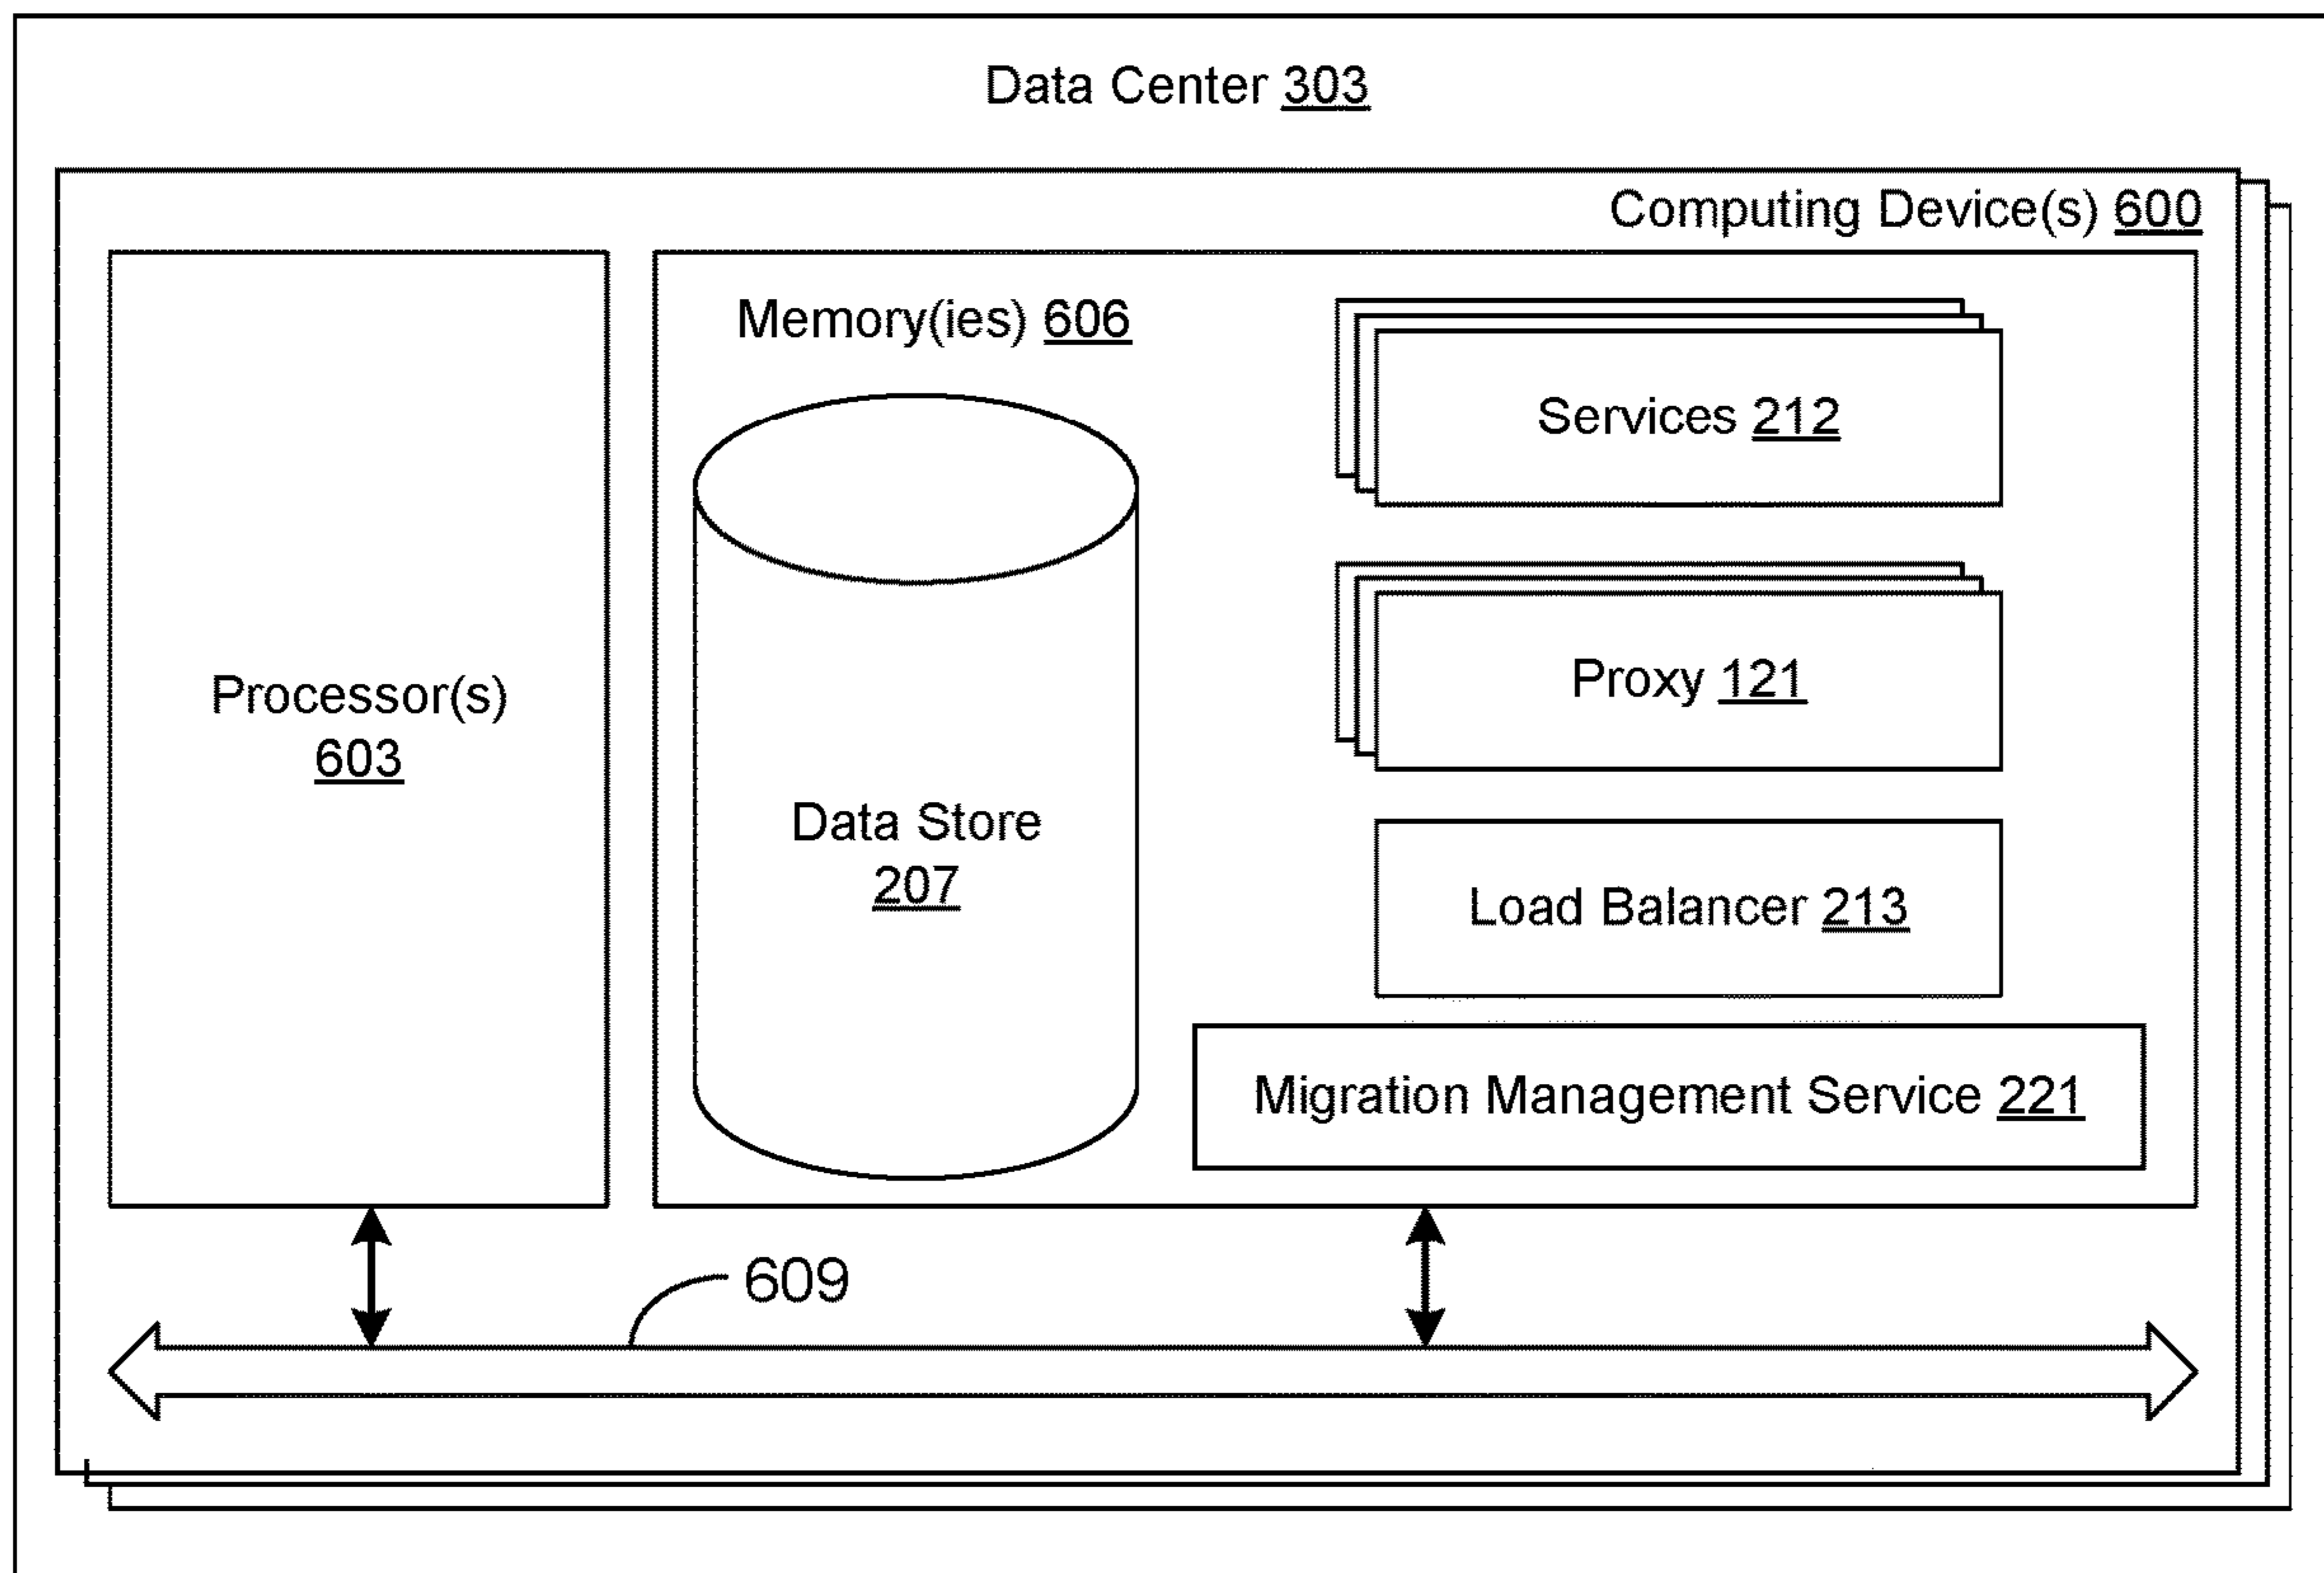 Data Center 303
Computing Device(s) 600
Memory(ies) 606
Services 212
Proxy 121
Processor(s)
603
Data Store
207
Load Balancer 213
Migration Management Service 221
609